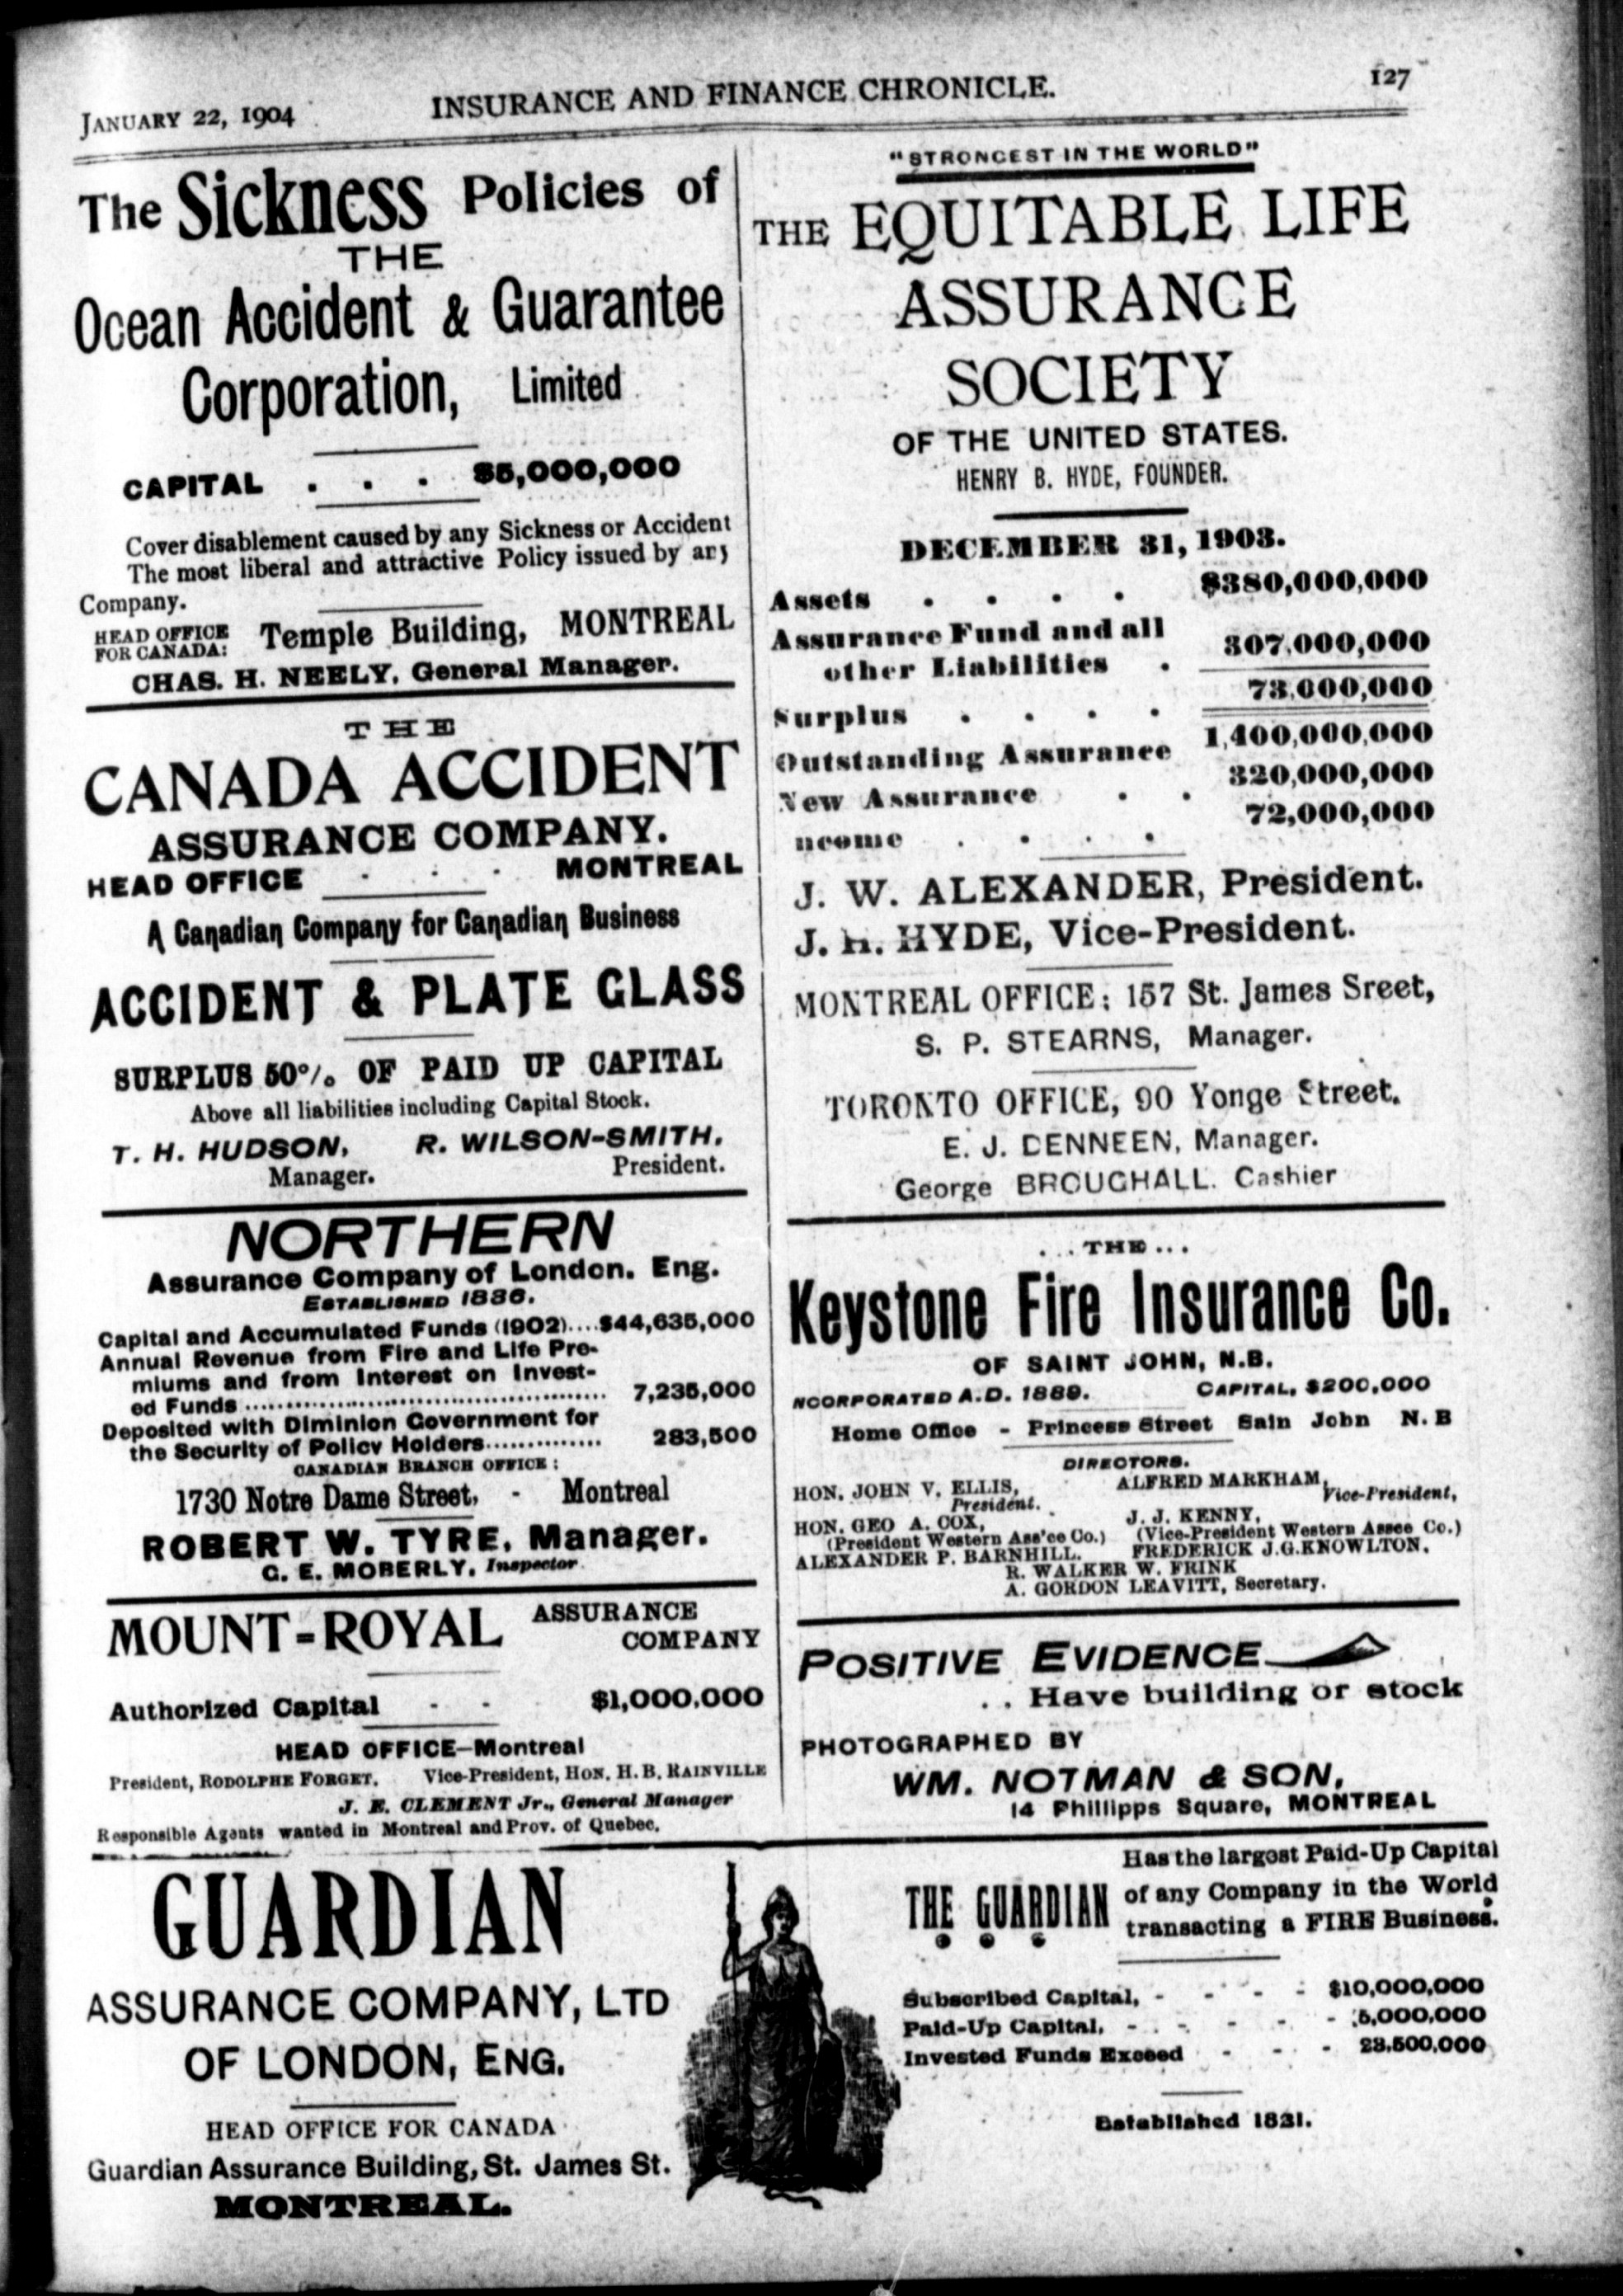 JANUARY 22, 1904 INSURANCE AND FINANCE CHRONICLE. 127
The Sickness Policies of
THE
Ocean Accident & Guarantee
Corporation, Limited
CAPITAL . . . $5,000,000
Cover disablement caused by any Sickness or Accident
The most liberal and attractive Policy issued by any
Company.
HEAD OFFICE
FOR CANADA: Temple Building, MONTREAL
CHAS. H. NEELY, General Manager.
THE
CANADA ACCIDENT
ASSURANCE COMPANY.
HEAD OFFICE . . . MONTREAL
A Canadian Company for Canadian Business
ACCIDENT & PLATE GLASS
SURPLUS 50% OF PAID UP CAPITAL
Above all liabilities including Capital Stock.
T. H. HUDSON, R. WILSON-SMITH,
Manager. President.
NORTHERN
Assurance Company of London. Eng.
ESTABLISHED 1836.
Capital and Accumulated Funds (1902)....$44,635,000
Annual Revenue from Fire and Life Pre-
miums and from Interest on Invest-
ed Funds .................................... 7,235,000
Deposited with Diminion Government for
the Security of Policy Holders............... 283,500
CANADIAN BRANCH OFFICE:
1730 Notre Dame Street, - Montreal
ROBERT W. TYRE, Manager.
G. E. MOBERLY, Inspector.
MOUNT-ROYAL ASSURANCE
COMPANY
Authorized Capital - - $1,000,000
HEAD OFFICE—Montreal
President, RODOLPHE FORGET. Vice-President, HON. H. B. RAINVILLE
J. E. CLEMENT Jr., General Manager
Responsible Agents wanted in Montreal and Prov. of Quebec.
"STRONGEST IN THE WORLD"
THE EQUITABLE LIFE
ASSURANCE
SOCIETY
OF THE UNITED STATES.
HENRY B. HYDE, FOUNDER.
DECEMBER 31, 1903.
Assets . . . . $380,000,000
Assurance Fund and all
other Liabilities . 307,000,000
Surplus . . . . 73,000,000
Outstanding Assurance 1,400,000,000
New Assurance . . 320,000,000
ncome . . . . 72,000,000
J. W. ALEXANDER, President.
J. H. HYDE, Vice-President.
MONTREAL OFFICE: 157 St. James Sreet,
S. P. STEARNS, Manager.
TORONTO OFFICE, 90 Yonge Street,
E. J. DENNEEN, Manager.
George BROUGHALL. Cashier
...THE...
Keystone Fire Insurance Co.
OF SAINT JOHN, N.B.
NCORPORATED A.D. 1889. CAPITAL, $200,000
Home Office - Princess Street Sain John N. B
DIRECTORS.
HON. JOHN V. ELLIS, ALFRED MARKHAM,
President. Vice-President,
HON. GEO A. COX, J. J. KENNY,
(President Western Ass'ce Co.) (Vice-President Western Assce Co.)
ALEXANDER P. BARNHILL. FREDERICK J.G.KNOWLTON.
R. WALKER W. FRINK
A. GORDON LEAVITT, Secretary.
POSITIVE EVIDENCE
. . Have building or stock
PHOTOGRAPHED BY
WM. NOTMAN & SON,
14 Phillipps Square, MONTREAL
GUARDIAN
ASSURANCE COMPANY, LTD
OF LONDON, ENG.
HEAD OFFICE FOR CANADA
Guardian Assurance Building, St. James St.
MONTREAL.
THE GUARDIAN
Has the largest Paid-Up Capital
of any Company in the World
transacting a FIRE Business.
Subscribed Capital, - - - - $10,000,000
Paid-Up Capital, - - - - - 5,000,000
Invested Funds Exceed - - - 23,500,000
Established 1821.